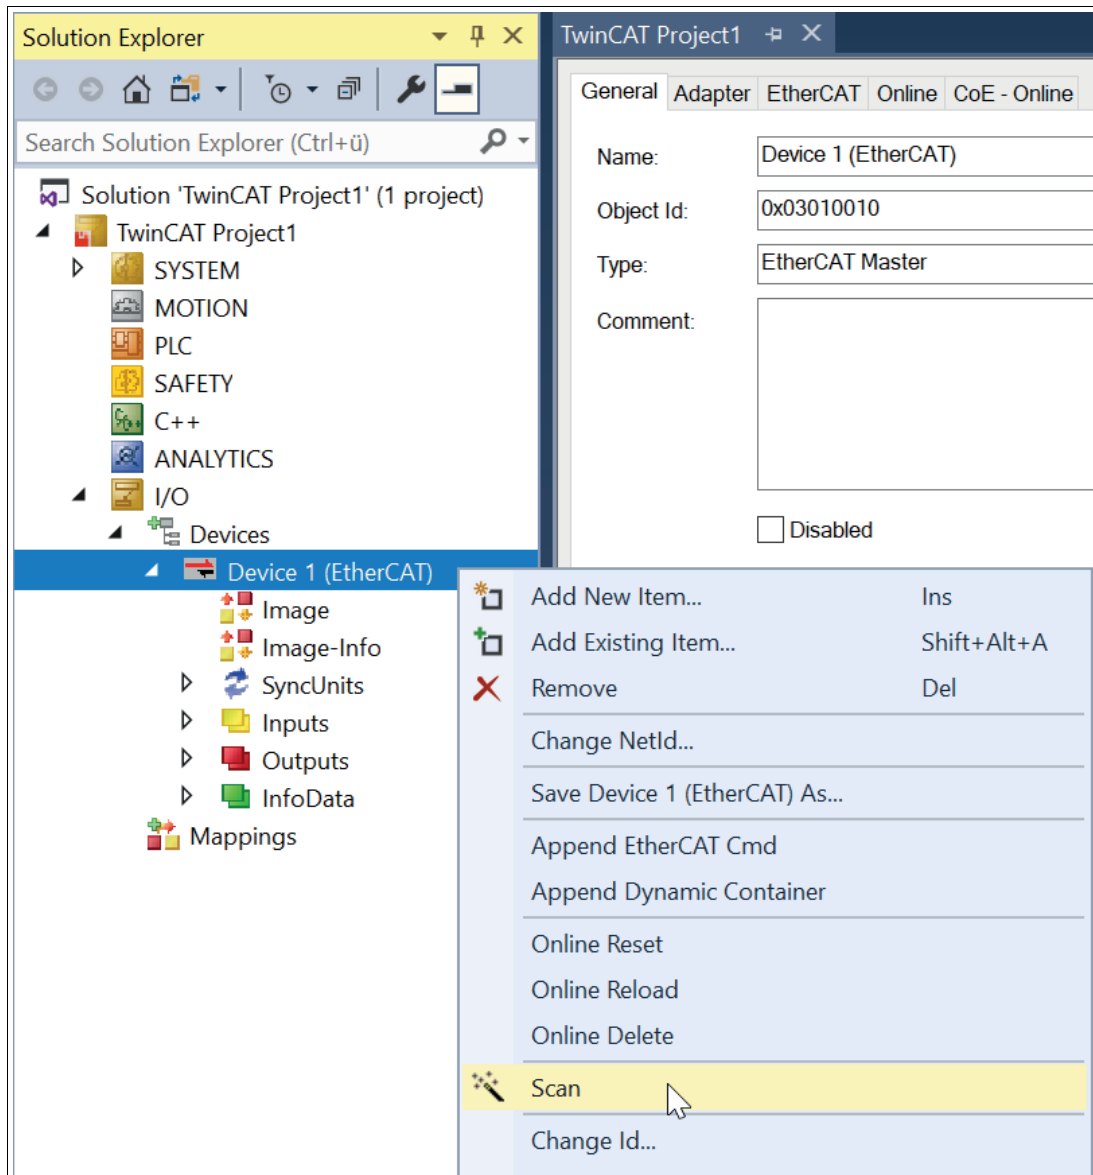 Solution Explorer
Search Solution Explorer (Ctrl+ü)
Solution 'TwinCAT Project1' (1 project)
TwinCAT Project1
SYSTEM
MOTION
PLC
SAFETY
C++
ANALYTICS
I/O
Devices
Device 1 (EtherCAT)
Image
Image-Info
SyncUnits
Inputs
Outputs
InfoData
Mappings
TwinCAT Project1
General Adapter EtherCAT Online CoE - Online
Name: Device 1 (EtherCAT)
Object Id: 0x03010010
Type: EtherCAT Master
Comment:
Disabled
Add New Item... Ins
Add Existing Item... Shift+Alt+A
Remove Del
Change NetId...
Save Device 1 (EtherCAT) As...
Append EtherCAT Cmd
Append Dynamic Container
Online Reset
Online Reload
Online Delete
Scan
Change Id...